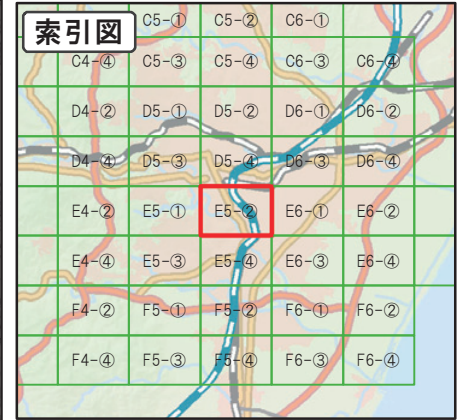 索引図
C5-① C5-② C6-①
C4-④ C5-③ C5-④ C6-③ C6-④
D4-② D5-① D5-② D6-① D6-②
D4-④ D5-③ D5-④ D6-③ D6-④
E4-② E5-① E5-② E6-① E6-②
E4-④ E5-③ E5-④ E6-③ E6-④
F4-② F5-① F5-② F6-① F6-②
F4-④ F5-③ F5-④ F6-③ F6-④